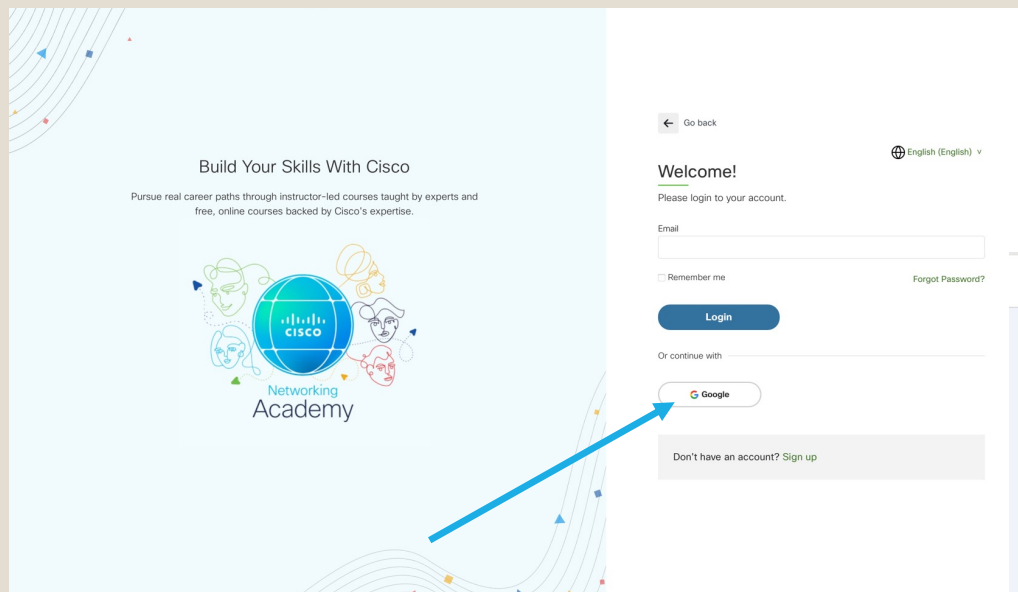 Build Your Skills With Cisco
Pursue real career paths through instructor-led courses taught by experts and
free, online courses backed by Cisco's expertise.
CISCO
Networking
Academy
Go back
English (English)
Welcome!
Please login to your account.
Email
Remember me
Forgot Password?
Login
Or continue with
G Google
Don't have an account? Sign up